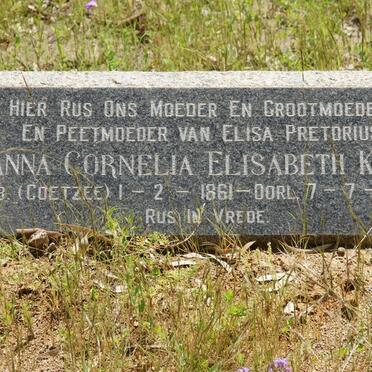 HIER RUS ONS MOEDER EN GROOTMOEDE
EN PEETMOEDER VAN ELISA PRETORIUS
ANNA CORNELIA ELISABETH K
(COETZEE) 1-2-1861-OORL. 7-7-
RUS IN VREDE.